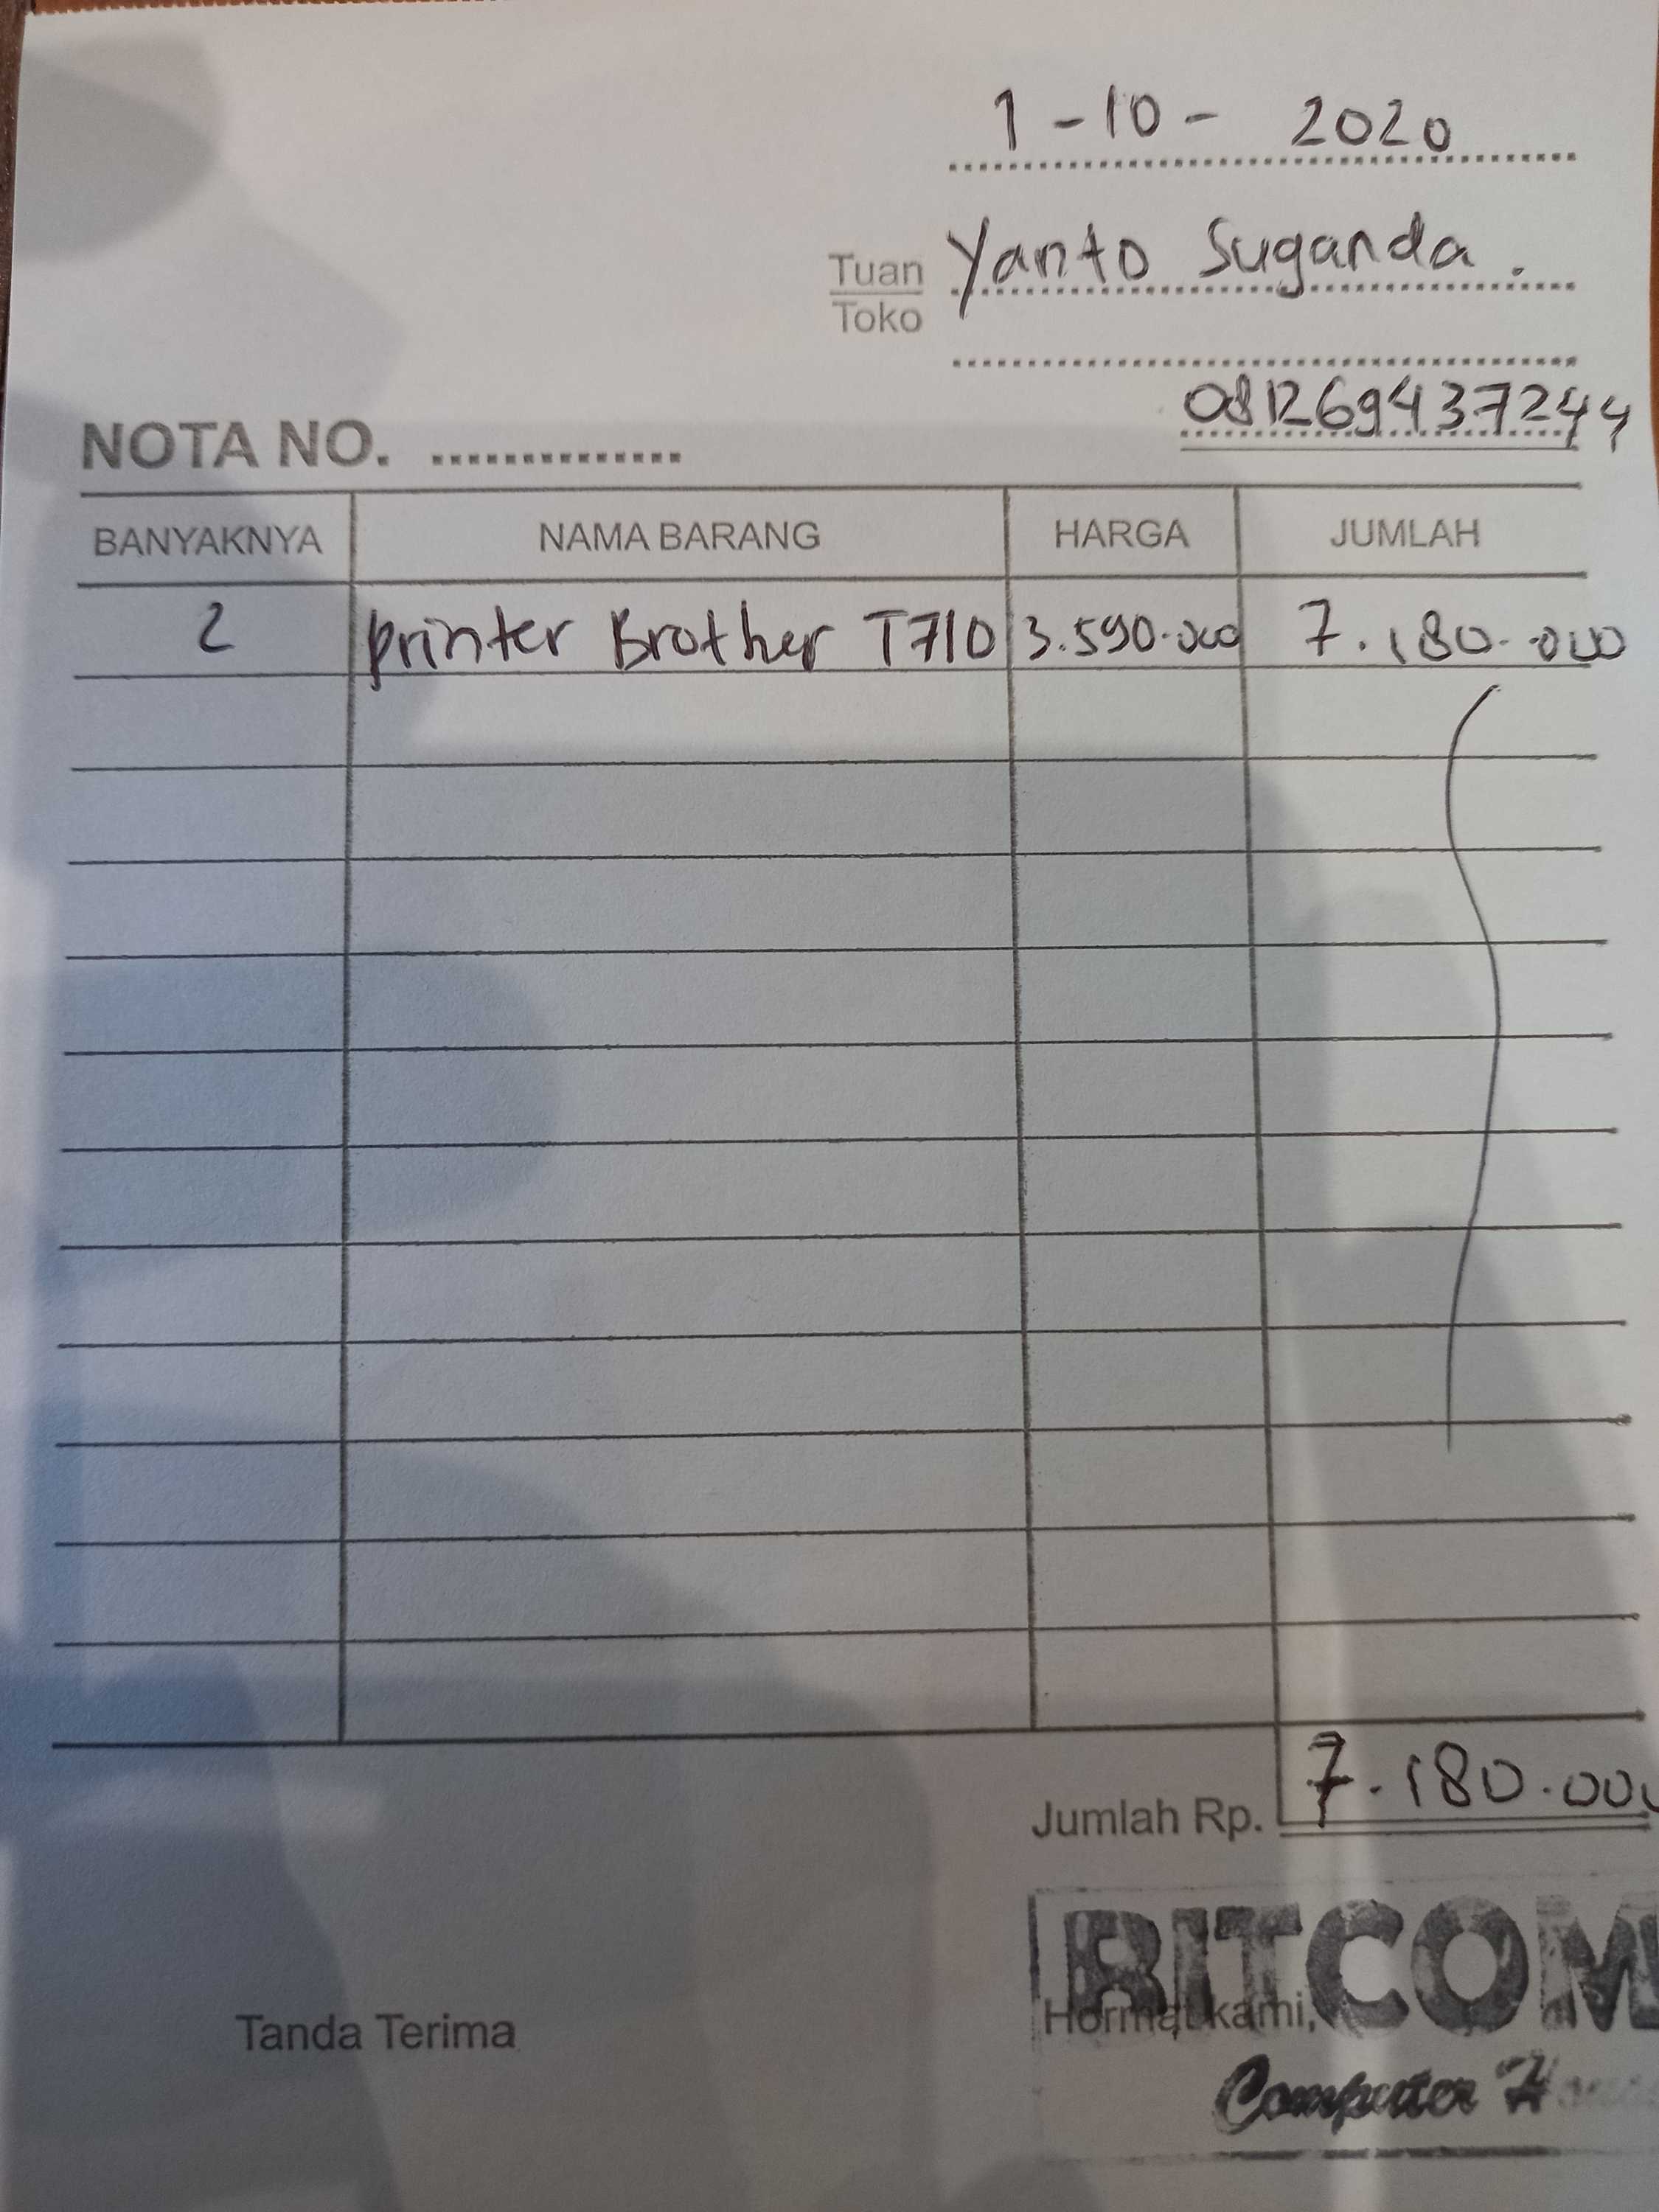 1 - 10 - 2020
Tuan Yanto Suganda.
Toko
NOTA NO. .............. 081269437244
BANYAKNYA NAMA BARANG HARGA JUMLAH
2 printer Brother T710 3.590.000 7.180.000
Jumlah Rp. 7.180.000
BITCOM
Tanda Terima Hormat kami,
Computer